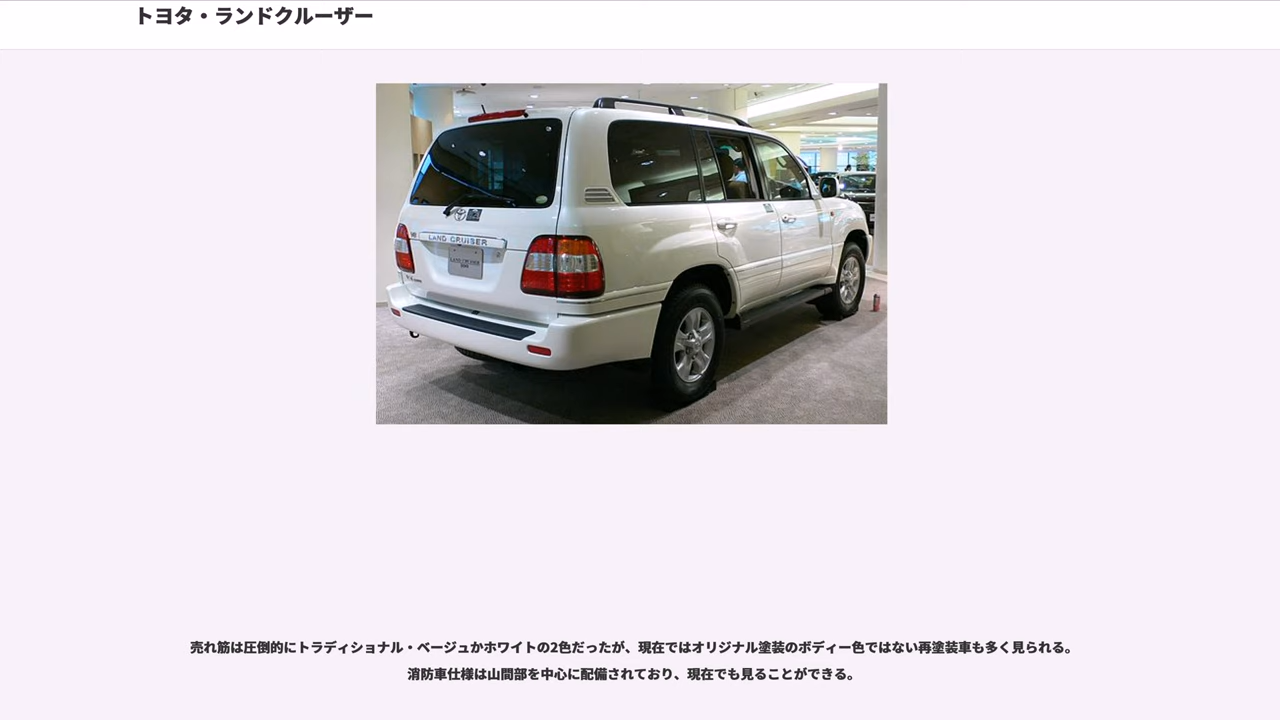 トヨタ・ランドクルーザー
LAND CRUISER
売れ筋は圧倒的にトラディショナル・ベージュかホワイトの2色だったが、現在ではオリジナル塗装のボディー色ではない再塗装車も多く見られる。
消防車仕様は山間部を中心に配備されており、現在でも見ることができる。